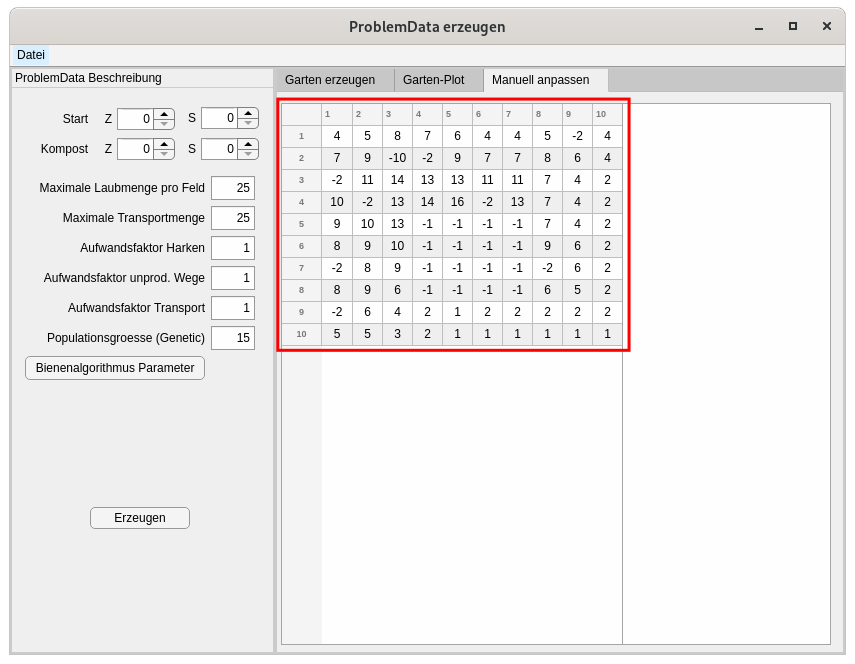 ProblemData erzeugen
Datei
ProblemData Beschreibung
Start Z 0 S 0
Kompost Z 0 S 0
Maximale Laubmenge pro Feld 25
Maximale Transportmenge 25
Aufwandsfaktor Harken 1
Aufwandsfaktor unprod. Wege 1
Aufwandsfaktor Transport 1
Populationsgroesse (Genetic) 15
Bienenalgorithmus Parameter
Erzeugen
Garten erzeugen Garten-Plot Manuell anpassen
1 2 3 4 5 6 7 8 9 10
1 4 5 8 7 6 4 4 5 -2 4
2 7 9 -10 -2 9 7 7 8 6 4
3 -2 11 14 13 13 11 11 7 4 2
4 10 -2 13 14 16 -2 13 7 4 2
5 9 10 13 -1 -1 -1 -1 7 4 2
6 8 9 10 -1 -1 -1 -1 9 6 2
7 -2 8 9 -1 -1 -1 -1 -2 6 2
8 8 9 6 -1 -1 -1 -1 6 5 2
9 -2 6 4 2 1 2 2 2 2 2
10 5 5 3 2 1 1 1 1 1 1